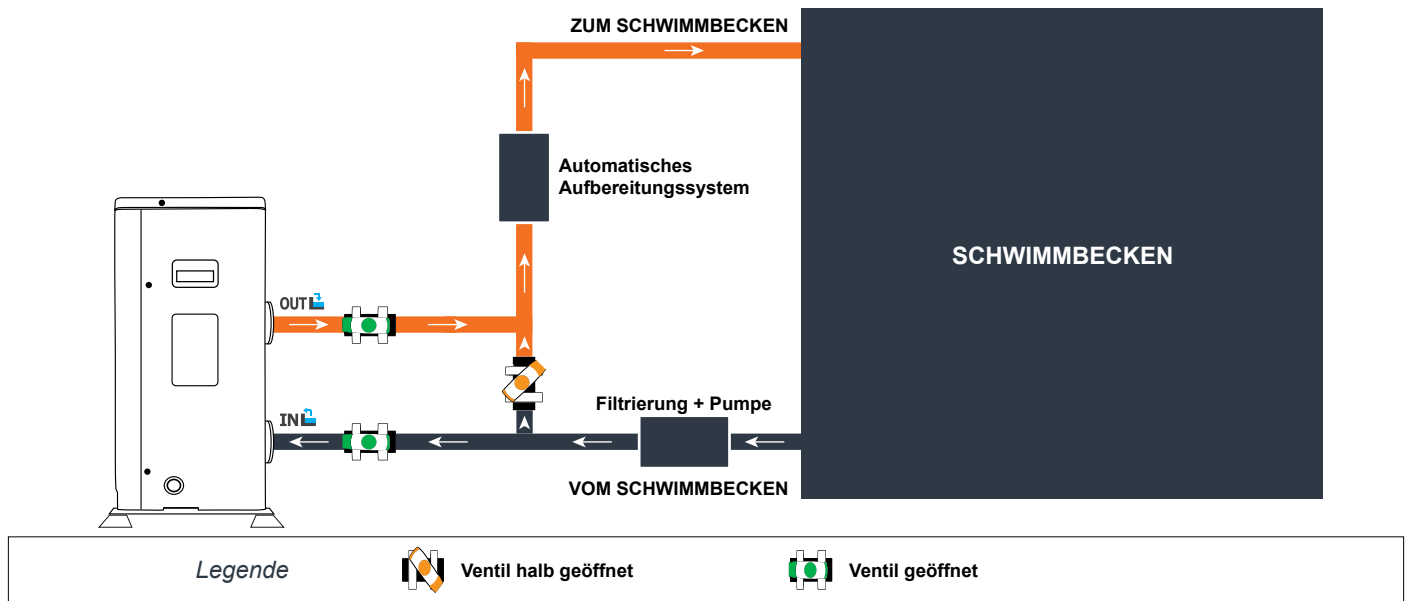 ZUM SCHWIMMBECKEN
Automatisches
Aufbereitungssystem
SCHWIMMBECKEN
OUT
IN
Filtrierung + Pumpe
VOM SCHWIMMBECKEN
Legende
Ventil halb geöffnet
Ventil geöffnet